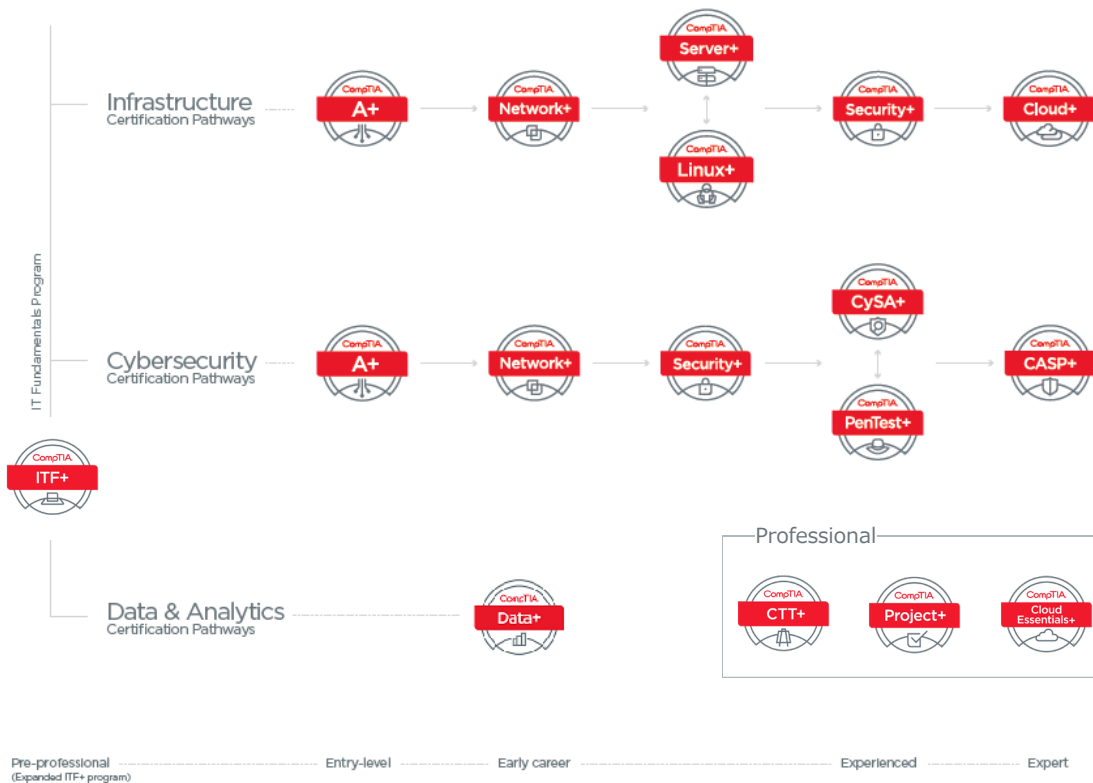 CompTIA
Server+
Infrastructure
Certification Pathways
CompTIA
A+
CompTIA
Network+
CompTIA
Security+
CompTIA
Cloud+
CompTIA
Linux+
IT Fundamentals Program
CompTIA
CySA+
Cybersecurity
Certification Pathways
CompTIA
A+
CompTIA
Network+
CompTIA
Security+
CompTIA
CASP+
CompTIA
PenTest+
CompTIA
ITF+
Professional
Data & Analytics
Certification Pathways
CompTIA
Data+
CompTIA
CTT+
CompTIA
Project+
CompTIA
Cloud
Essentials+
Pre-professional
(Expanded ITF+ program)
Entry-level
Early career
Experienced
Expert